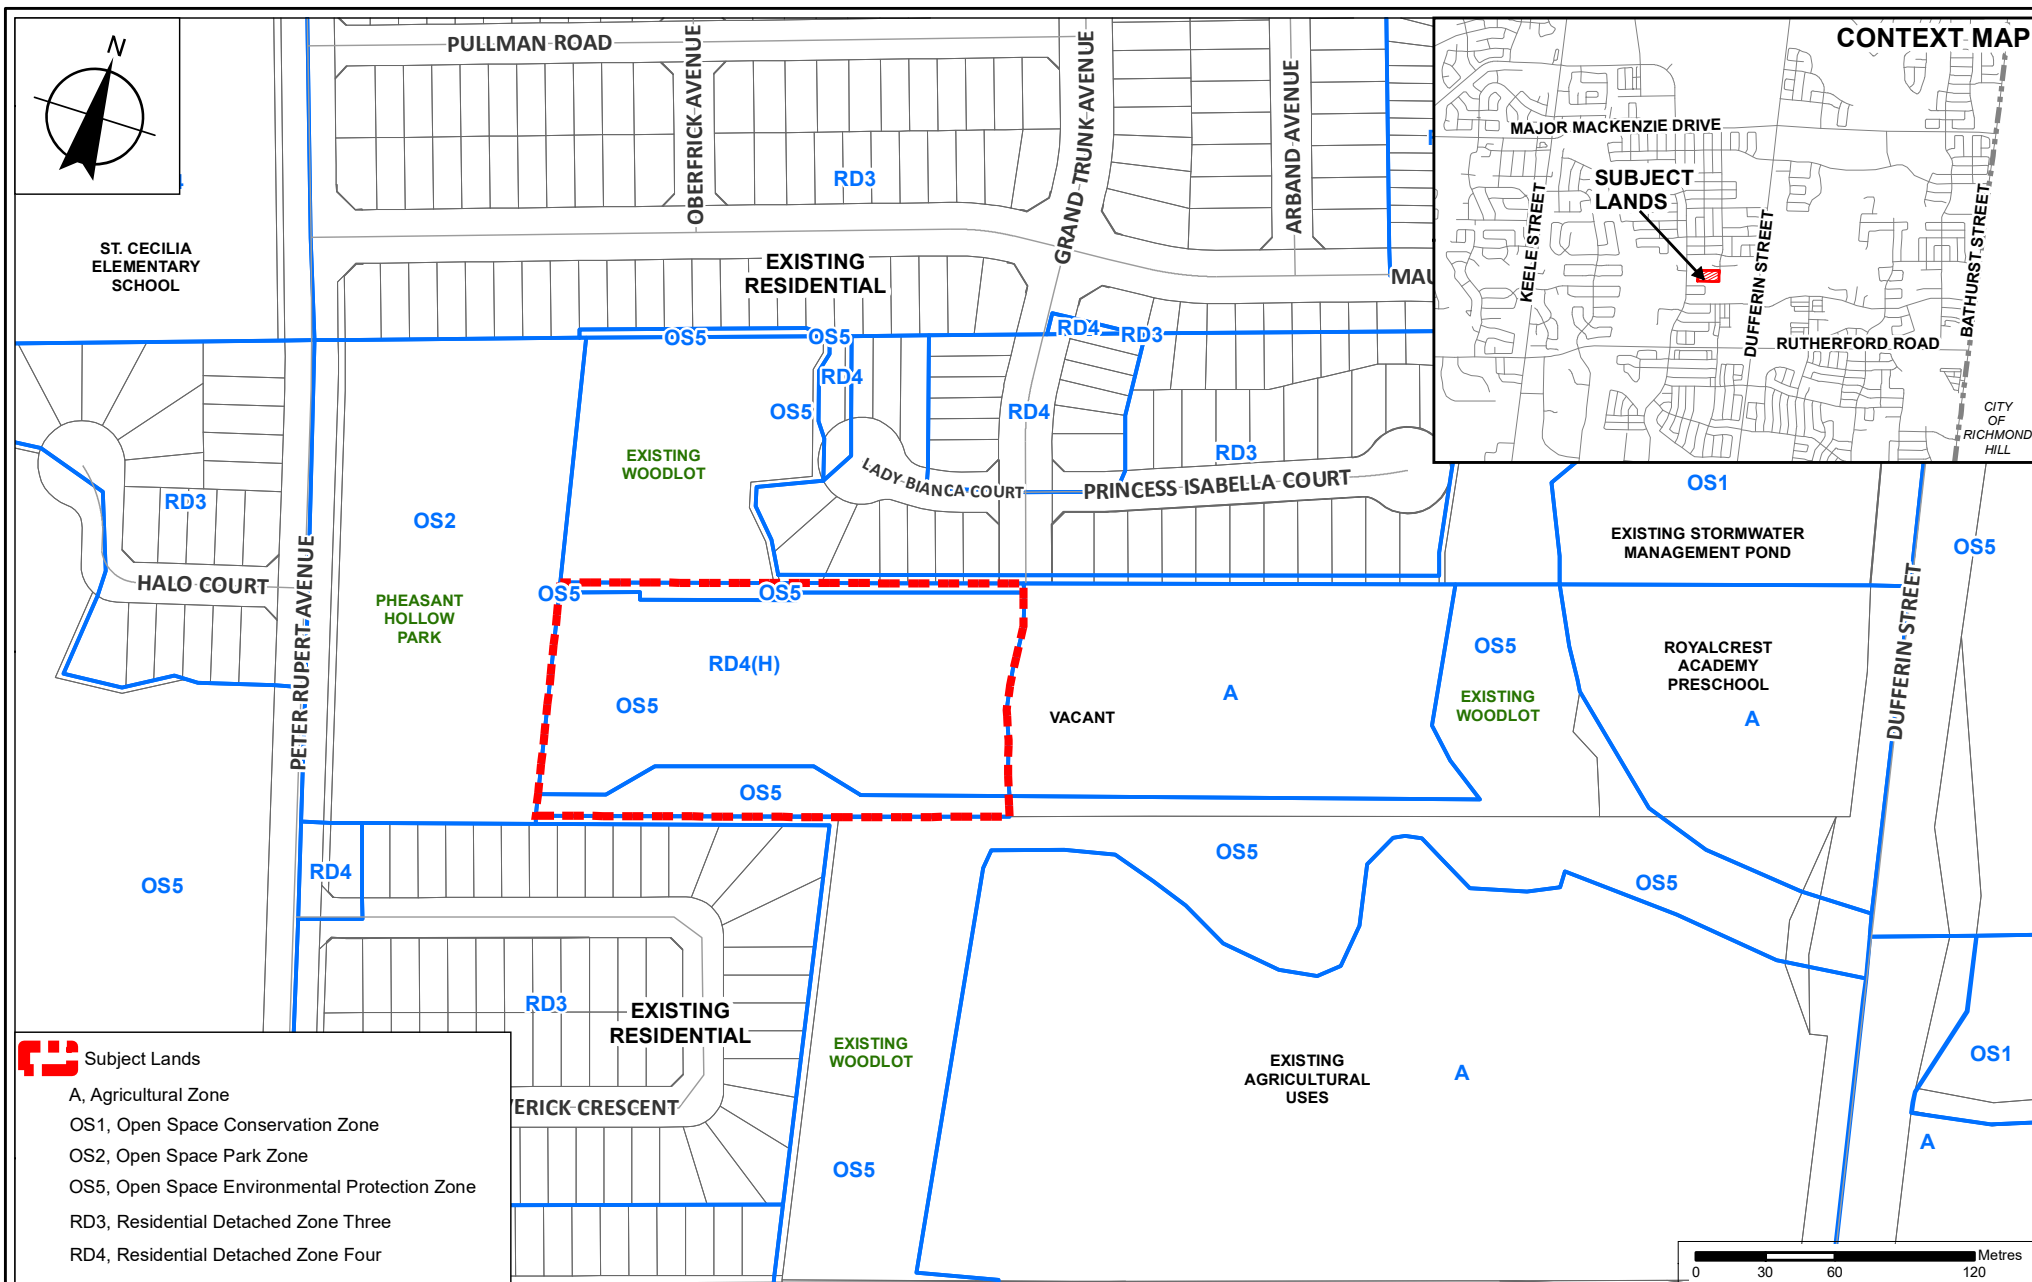 N
PULLMAN ROAD
OBERFRICK AVENUE
GRAND TRUNK AVENUE
ARBAND AVENUE
RD3
ST. CECILIA
ELEMENTARY
SCHOOL
EXISTING
RESIDENTIAL
MAU
CONTEXT MAP
MAJOR MACKENZIE DRIVE
SUBJECT
LANDS
KEELE STREET
DUFFERIN STREET
BATHURST STREET
RUTHERFORD ROAD
CITY
OF
RICHMOND
HILL
OS5
OS5
RD4
RD3
RD4
OS5
RD4
EXISTING
WOODLOT
RD3
LADY BIANCA COURT
PRINCESS ISABELLA COURT
RD3
OS2
OS1
EXISTING STORMWATER
MANAGEMENT POND
OS5
HALO COURT
PETER RUPERT AVENUE
PHEASANT
HOLLOW
PARK
OS5
OS5
RD4(H)
OS5
OS5
VACANT
A
OS5
EXISTING
WOODLOT
ROYALCREST
ACADEMY
PRESCHOOL
A
DUFFERIN STREET
OS5
RD4
OS5
OS5
RD3
EXISTING
RESIDENTIAL
EXISTING
WOODLOT
EXISTING
AGRICULTURAL
USES
A
OS1
A
VERICK CRESCENT
OS5
Subject Lands
A, Agricultural Zone
OS1, Open Space Conservation Zone
OS2, Open Space Park Zone
OS5, Open Space Environmental Protection Zone
RD3, Residential Detached Zone Three
RD4, Residential Detached Zone Four
Metres
0 30 60 120